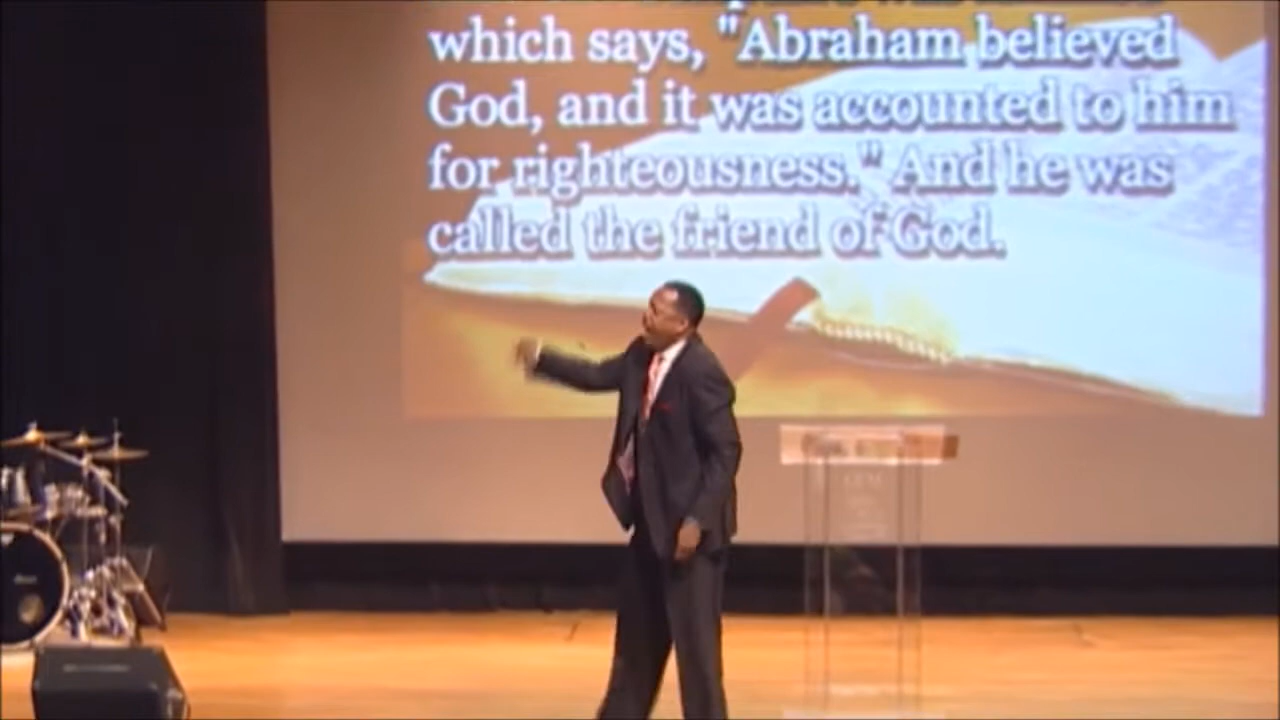 which says, "Abraham believed
God, and it was accounted to him
for righteousness." And he was
called the friend of God.